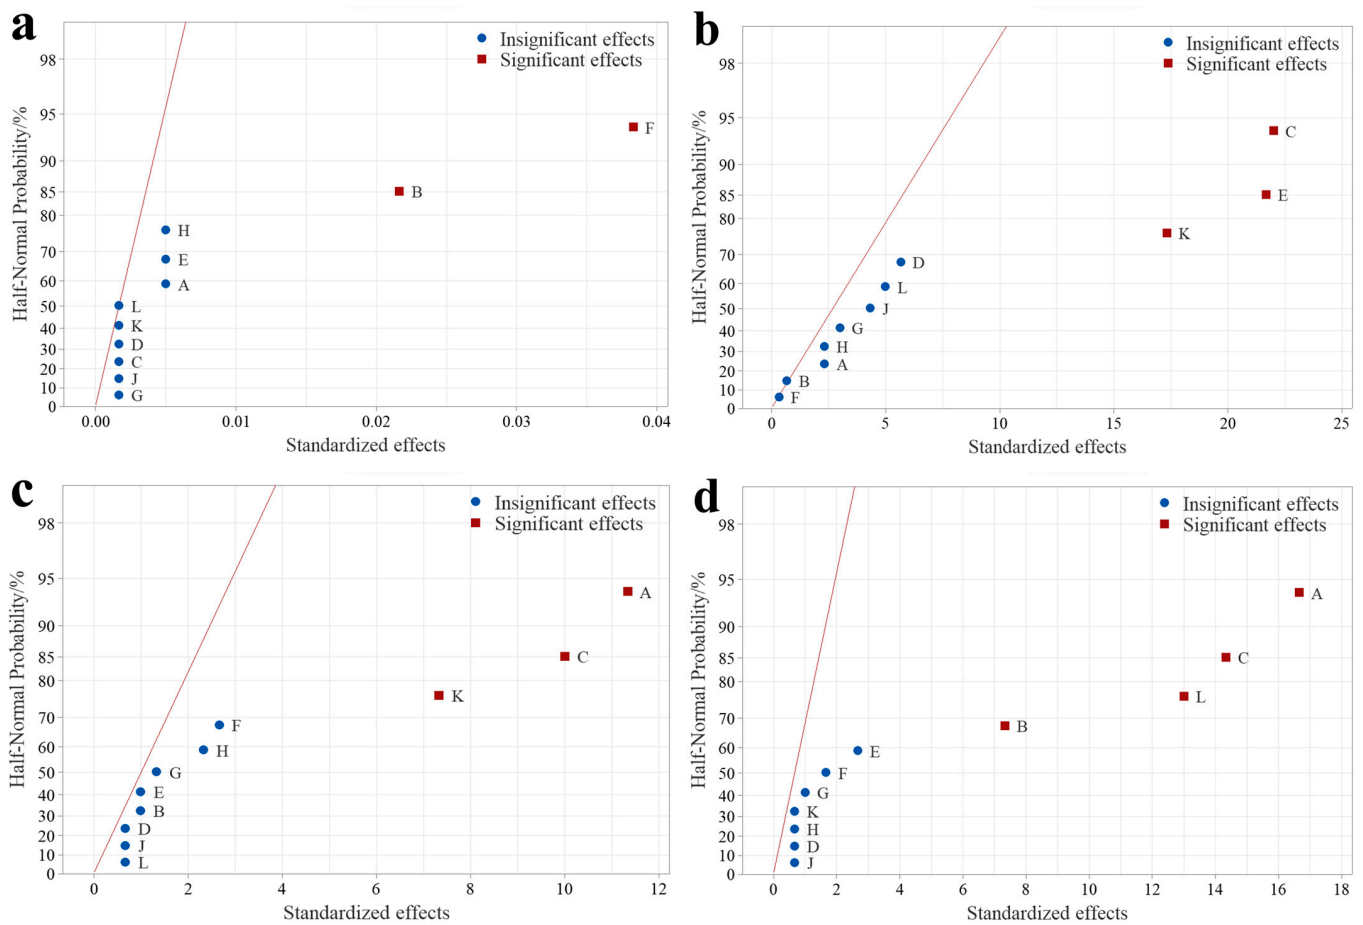 a
Insignificant effects
Significant effects
Half-Normal Probability/%
98
95
90
85
80
70
60
50
40
30
20
10
0
F
B
H
E
A
L
K
D
C
J
G
0.00
0.01
0.02
0.03
0.04
Standardized effects
b
Insignificant effects
Significant effects
Half-Normal Probability/%
98
95
90
85
80
70
60
50
40
30
20
10
0
C
E
K
D
L
J
G
H
A
B
F
0
5
10
15
20
25
Standardized effects
c
Insignificant effects
Significant effects
Half-Normal Probability/%
98
95
90
85
80
70
60
50
40
30
20
10
0
A
C
K
F
H
G
E
B
D
J
L
0
2
4
6
8
10
12
Standardized effects
d
Insignificant effects
Significant effects
Half-Normal Probability/%
98
95
90
85
80
70
60
50
40
30
20
10
0
A
C
L
B
E
F
G
K
H
D
J
0
2
4
6
8
10
12
14
16
18
Standardized effects